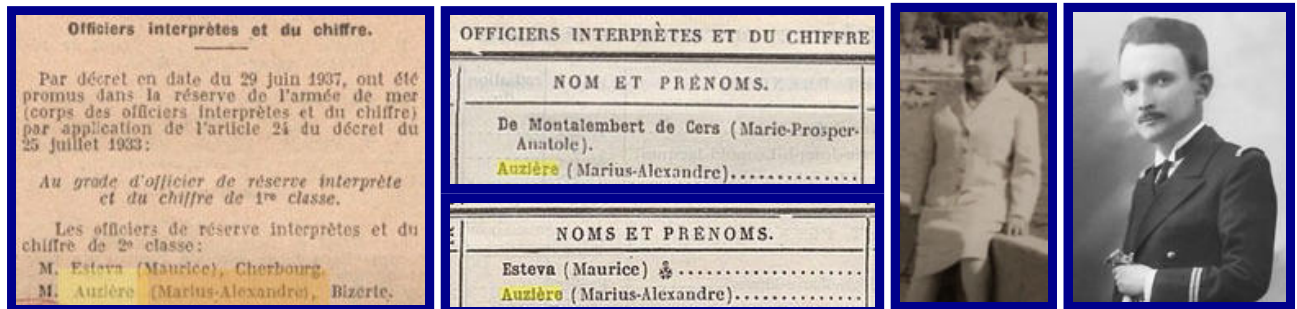 Officiers interprètes et du chiffre.
Par décret en date du 29 juin 1937, ont été
promus dans la réserve de l'armée de mer
(corps des officiers interprètes et du chiffre)
par application de l'article 24 du décret du
25 juillet 1933:
Au grade d'officier de réserve interprète
et du chiffre de 1re classe.
Les officiers de réserve interprètes et du
chiffre de 2e classe:
M. Esteva (Maurice), Cherbourg.
M. Auzière (Marius-Alexandre), Bizerte.
OFFICIERS INTERPRÈTES ET DU CHIFFRE
NOM ET PRÉNOMS.
De Montalembert de Cers (Marie-Prosper-
Anatole).
Auzière (Marius-Alexandre)..............
NOMS ET PRÉNOMS.
Esteva (Maurice) ....................
Auzière (Marius-Alexandre)..............